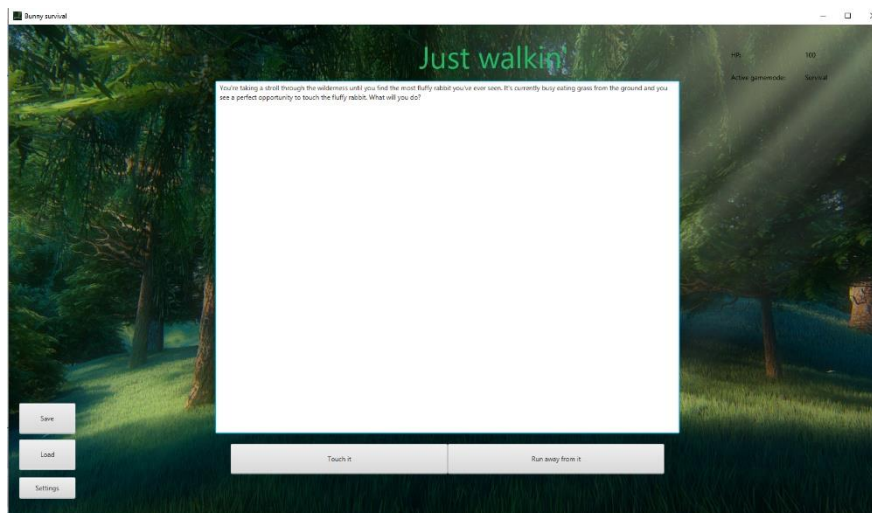 Bunny survival
Just walkin'
HP: 100
Active gamemode: Survival
You're taking a stroll through the wilderness until you find the most fluffy rabbit you've ever seen. It's currently busy eating grass from the ground and you
see a perfect opportunity to touch the fluffy rabbit. What will you do?
Save
Load
Settings
Touch it
Run away from it